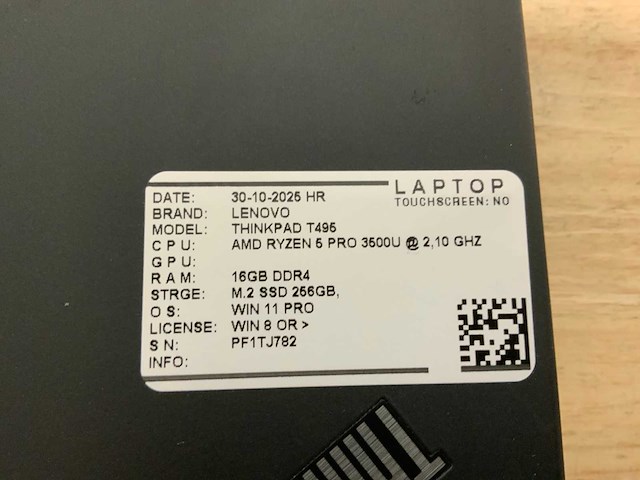 LAPTOP
TOUCHSCREEN: NO
DATE: 30-10-2025 HR
BRAND: LENOVO
MODEL: THINKPAD T495
CPU: AMD RYZEN 5 PRO 3500U @ 2,10 GHZ
GPU:
RAM: 16GB DDR4
STRGE: M.2 SSD 256GB,
OS: WIN 11 PRO
LICENSE: WIN 8 OR >
SN: PF1TJ782
INFO: